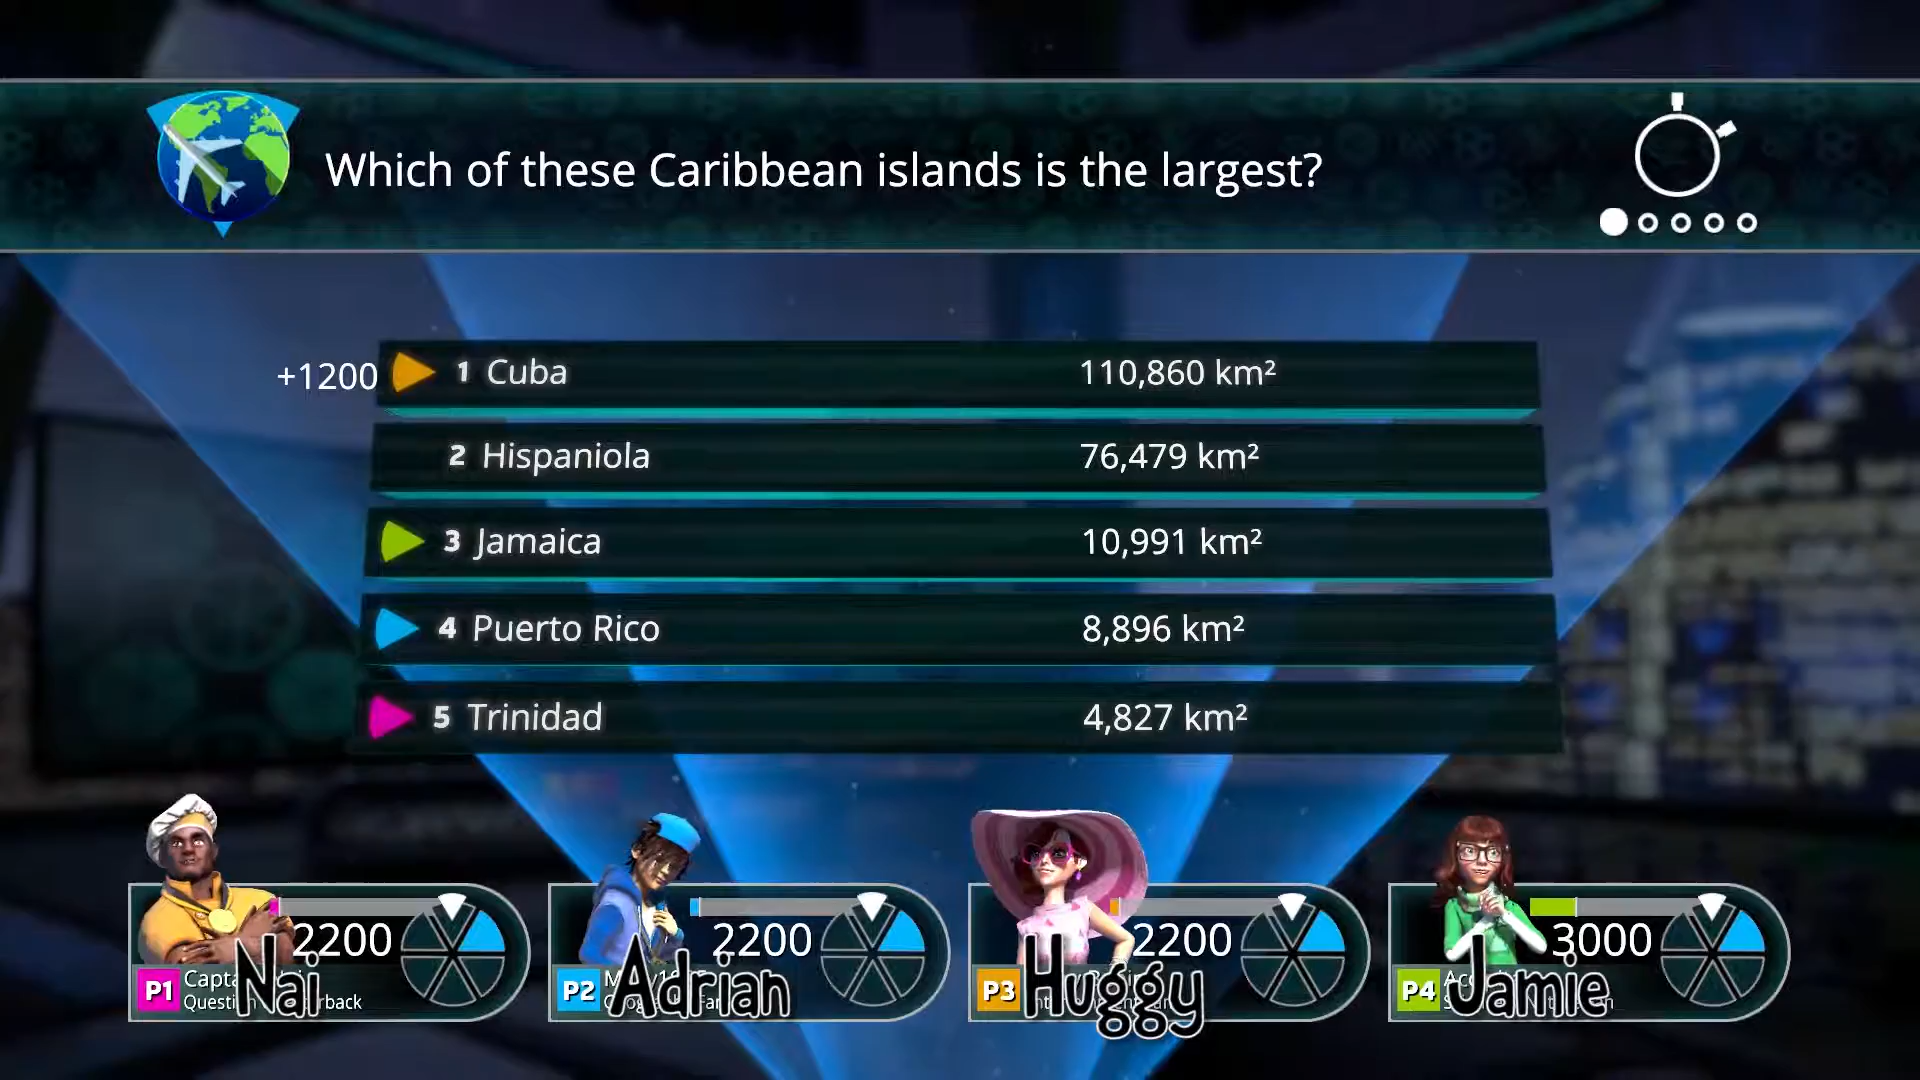 Which of these Caribbean islands is the largest?
+1200
1 Cuba 110,860 km²
2 Hispaniola 76,479 km²
3 Jamaica 10,991 km²
4 Puerto Rico 8,896 km²
5 Trinidad 4,827 km²
2200
P1
Nai
2200
P2
Adrian
2200
P3
Huggy
3000
P4
Jamie